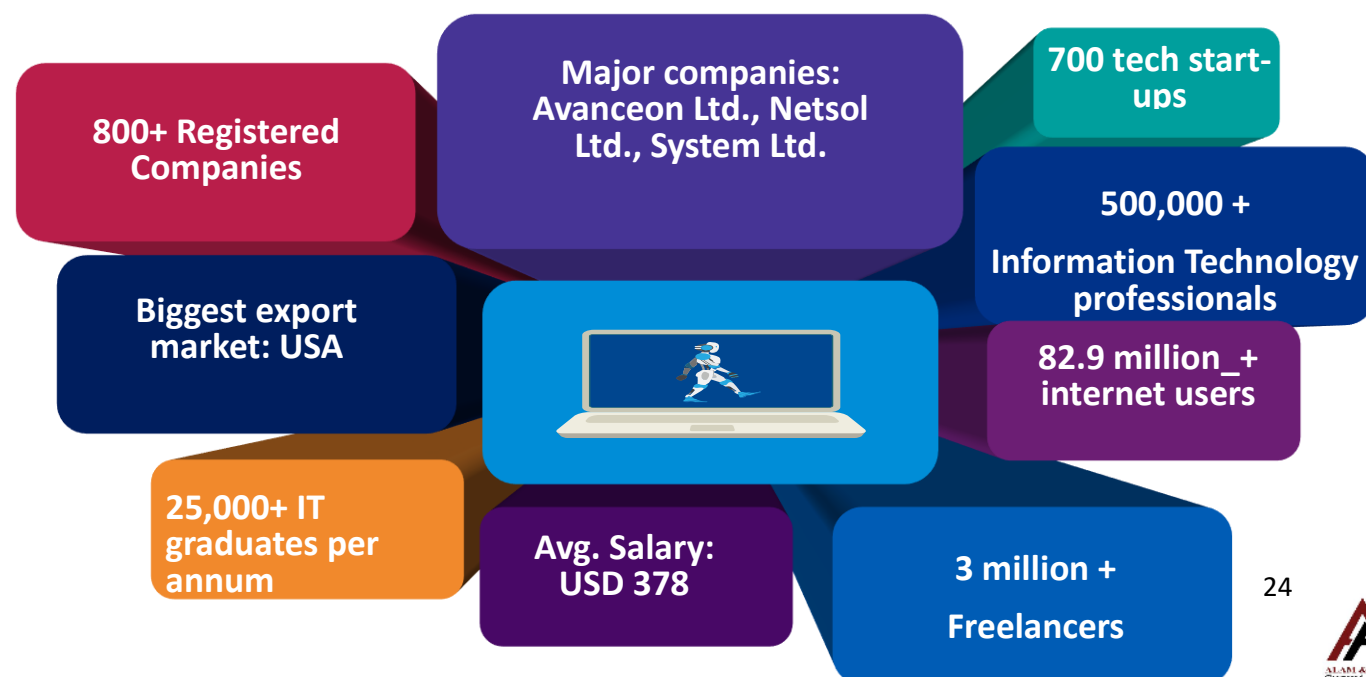 Major companies:
Avanceon Ltd., Netsol
Ltd., System Ltd.
700 tech start-
ups
800+ Registered
Companies
500,000 +
Information Technology
professionals
Biggest export
market: USA
82.9 million_+
internet users
25,000+ IT
graduates per
annum
Avg. Salary:
USD 378
3 million +
Freelancers
24